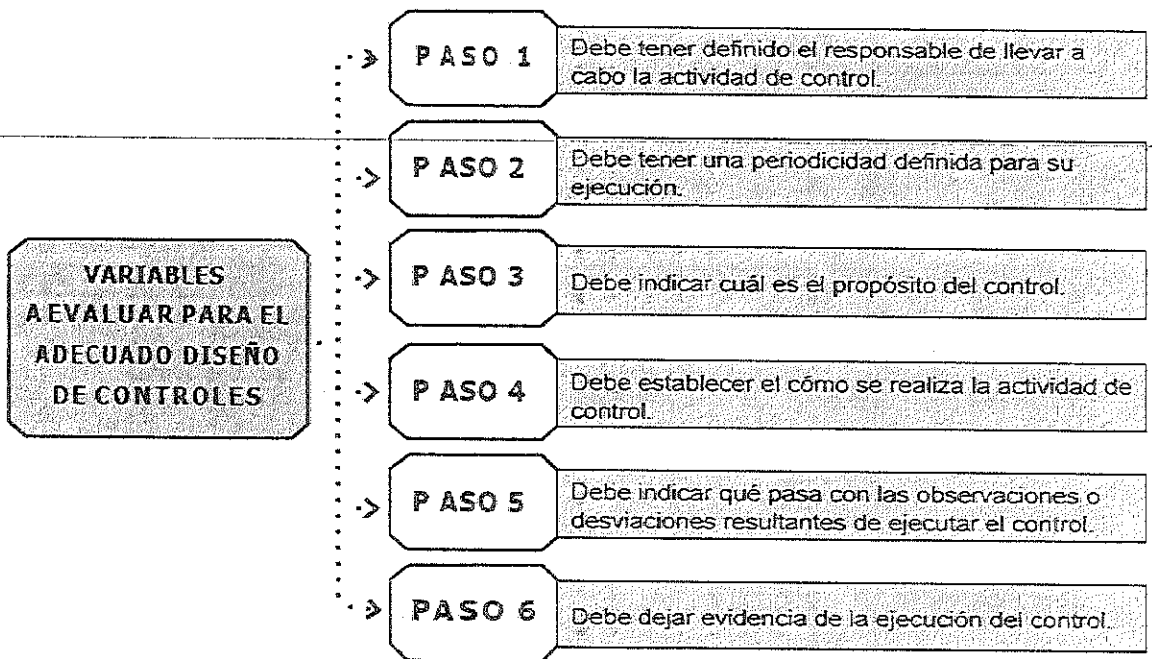 VARIABLES
A EVALUAR PARA EL
ADECUADO DISEÑO
DE CONTROLES
PASO 1
Debe tener definido el responsable de llevar a
cabo la actividad de control.
PASO 2
Debe tener una periodicidad definida para su
ejecución.
PASO 3
Debe indicar cuál es el propósito del control.
PASO 4
Debe establecer el cómo se realiza la actividad de
control.
PASO 5
Debe indicar qué pasa con las observaciones o
desviaciones resultantes de ejecutar el control.
PASO 6
Debe dejar evidencia de la ejecución del control.